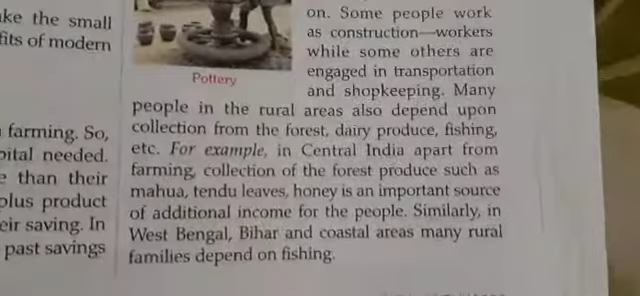 ke the small
fits of modern
farming. So,
pital needed.
than their
plus product
eir saving. In
past savings
Pottery
on. Some people work
as construction—workers
while some others are
engaged in transportation
and shopkeeping. Many
people in the rural areas also depend upon
collection from the forest, dairy produce, fishing,
etc. For example, in Central India apart from
farming, collection of the forest produce such as
mahua, tendu leaves, honey is an important source
of additional income for the people. Similarly, in
West Bengal, Bihar and coastal areas many rural
families depend on fishing.